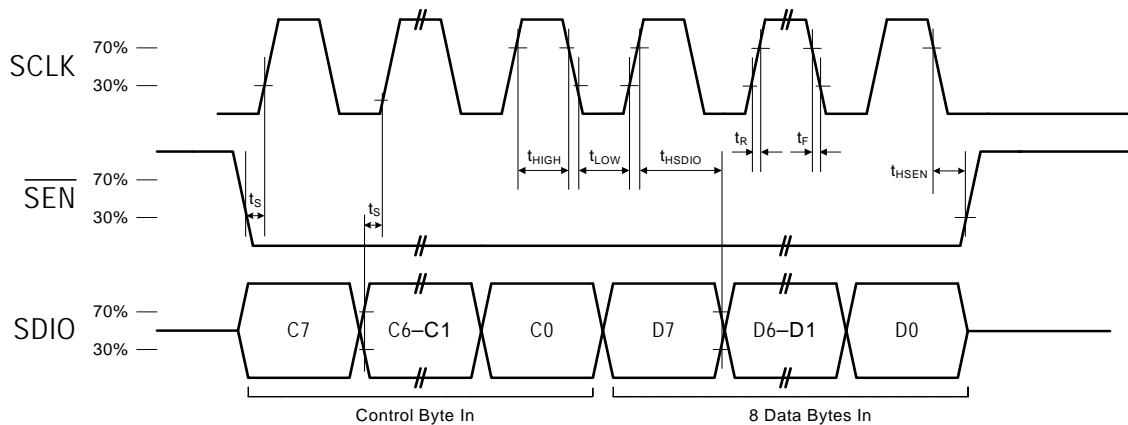 SCLK
70%
30%
tHIGH
tLOW
tHSDIO
tR
tF
tHSEN
SEN
70%
30%
tS
tS
SDIO
70%
30%
C7
C6–C1
C0
D7
D6–D1
D0
Control Byte In
8 Data Bytes In